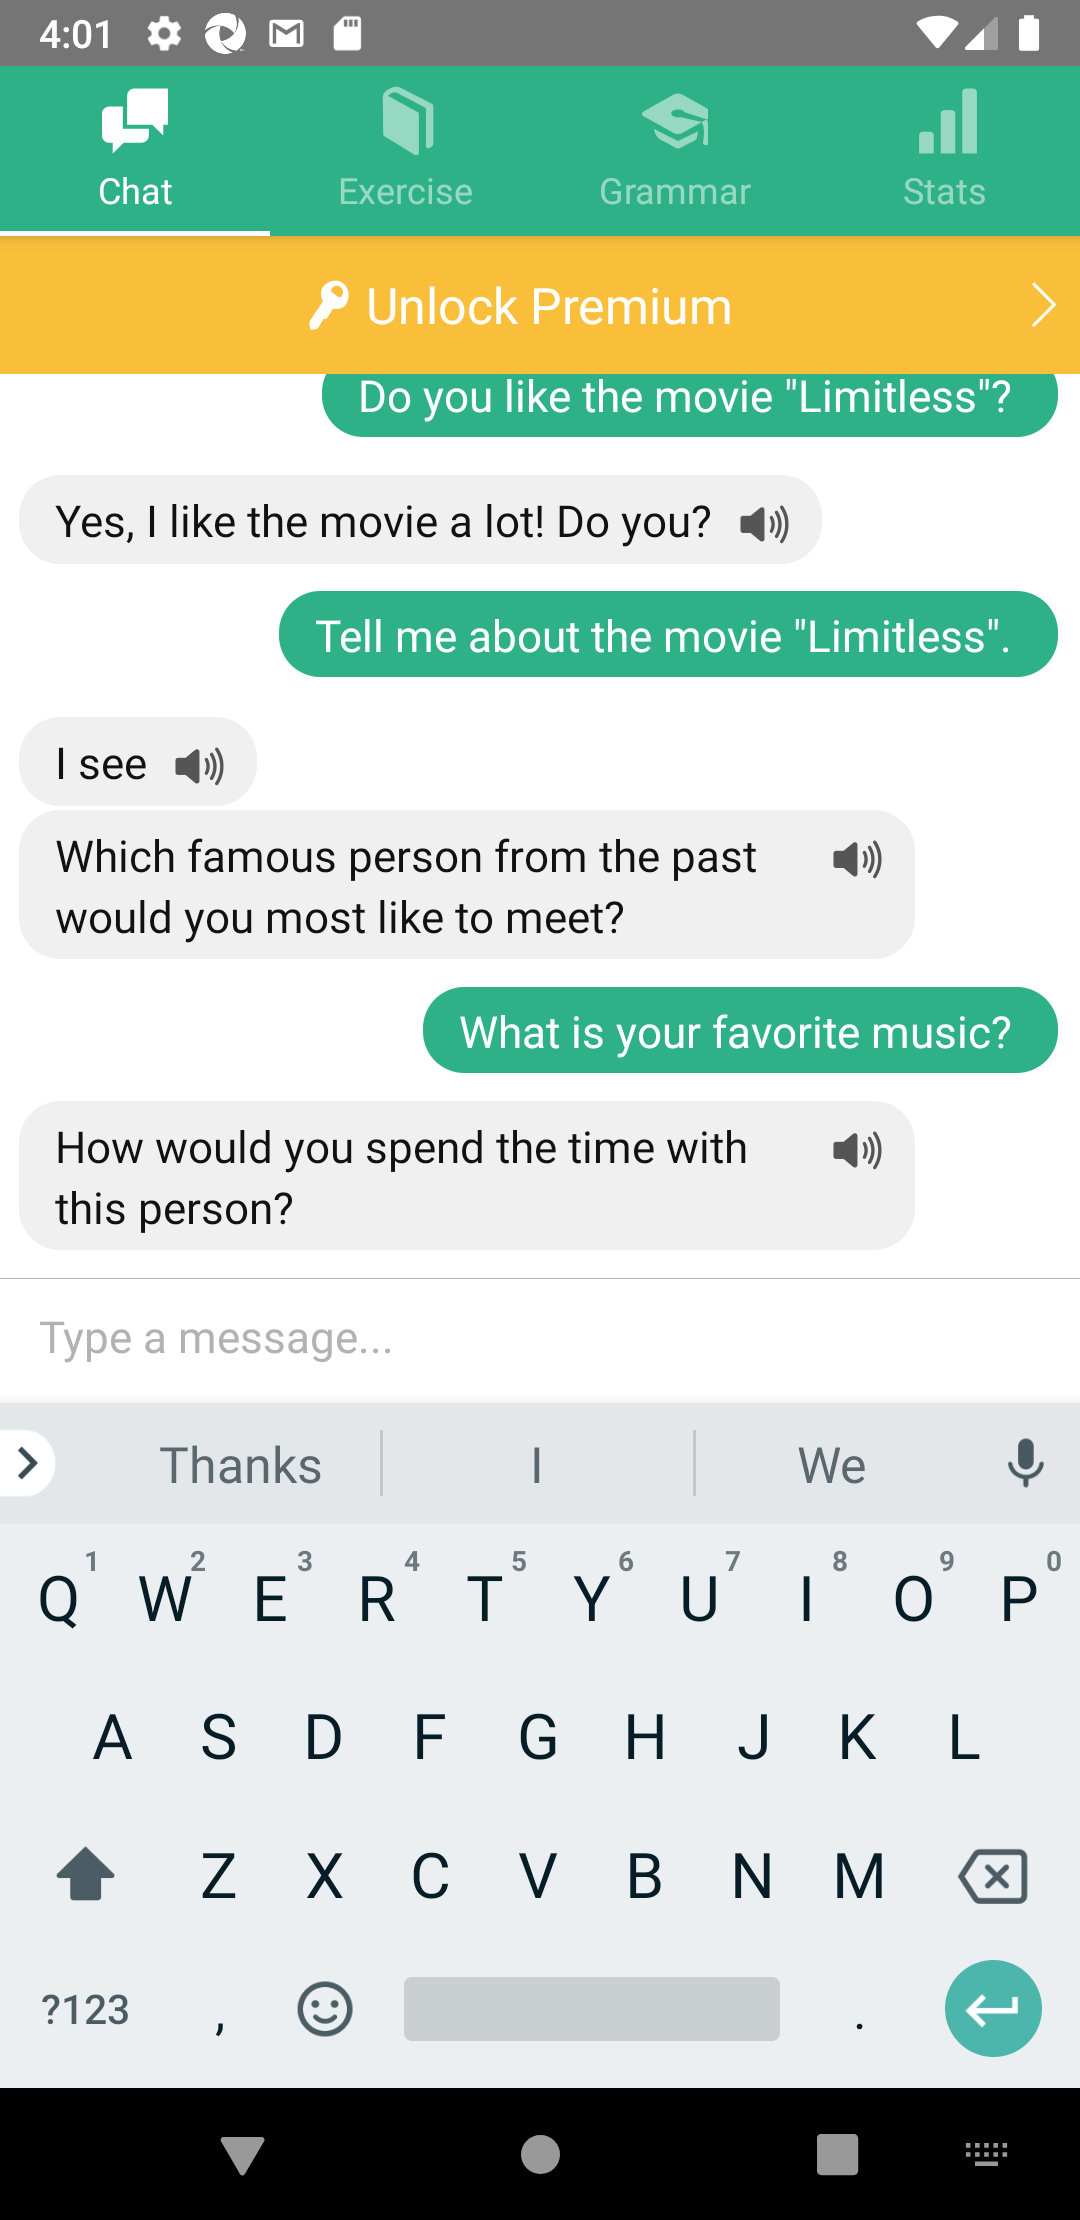 4:01
Chat
Exercise
Grammar
Stats
Unlock Premium
Do you like the movie "Limitless"?
Yes, I like the movie a lot! Do you?
Tell me about the movie "Limitless".
I see
Which famous person from the past
would you most like to meet?
What is your favorite music?
How would you spend the time with
this person?
Type a message...
Thanks
I
We
1 2 3 4 5 6 7 8 9 0
Q W E R T Y U I O P
A S D F G H J K L
Z X C V B N M
?123 , .